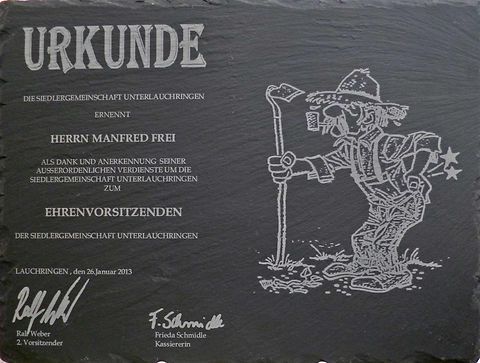 URKUNDE
DIE SIEDLERGEMEINSCHAFT UNTERLAUCHRINGEN
ERNENNT
HERRN MANFRED FREI
ALS DANK UND ANERKENNUNG SEINER
AUSSERORDENLICHEN VERDIENSTE UM DIE
SIEDLERGEMEINSCHAFT UNTERLAUCHRINGEN
ZUM
EHRENVORSITZENDEN
DER SIEDLERGEMEINSCHAFT UNTERLAUCHRINGEN
LAUCHRINGEN , den 26.Januar 2013
Ralf Weber
2. Vorsitzender
F. Schmidle
Frieda Schmidle
Kassiererin